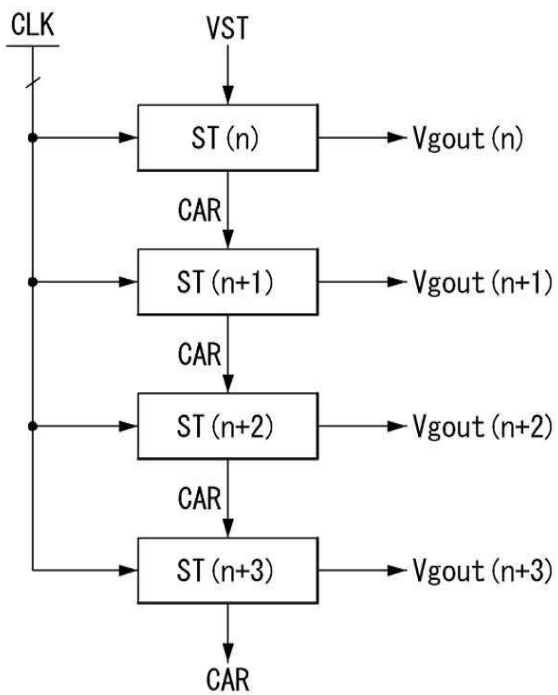 CLK
VST
ST(n)
Vgout(n)
CAR
ST(n+1)
Vgout(n+1)
CAR
ST(n+2)
Vgout(n+2)
CAR
ST(n+3)
Vgout(n+3)
CAR